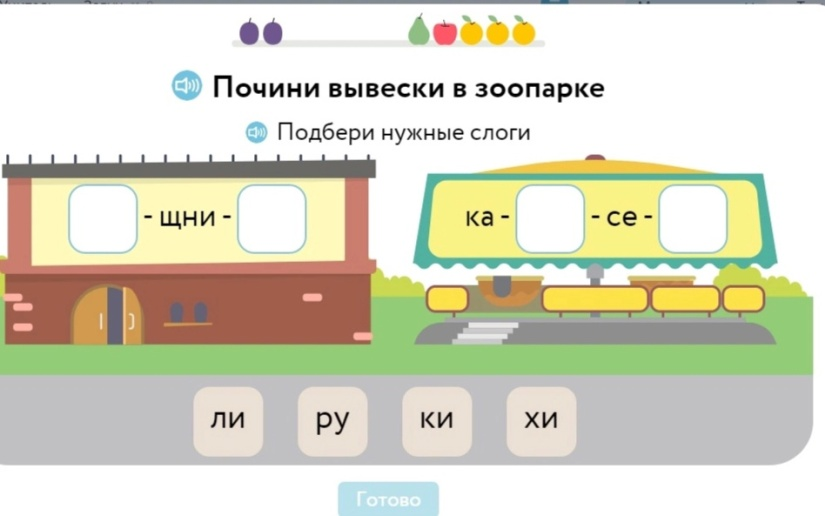 Почини вывески в зоопарке
Подбери нужные слоги
- щни -
ка - - се -
ли ру ки хи
Готово